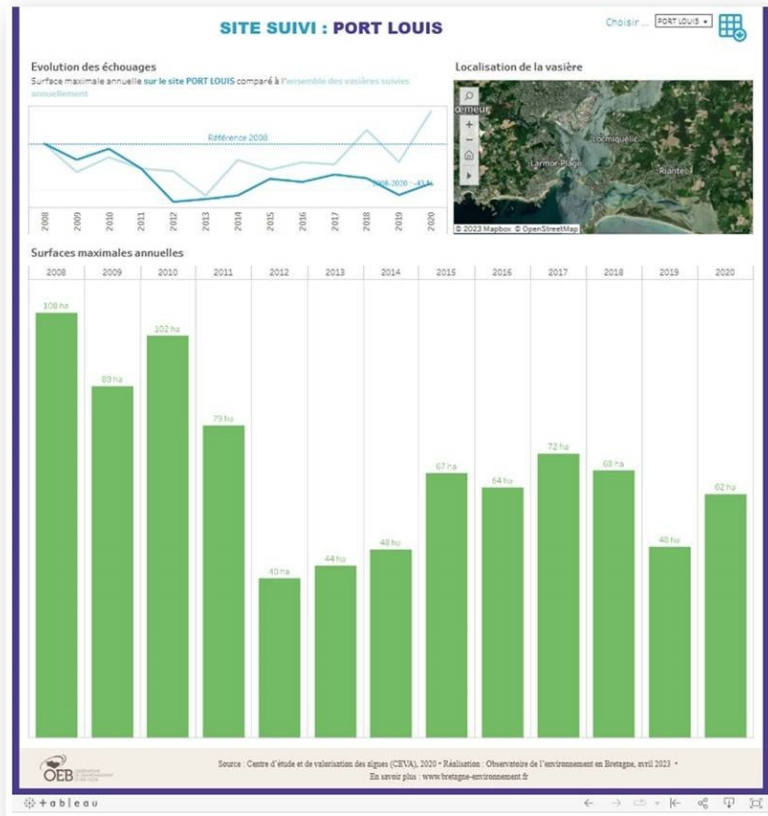 SITE SUIVI : PORT LOUIS
Choisir ...
PORT LOUIS
Evolution des échouages
Surface maximale annuelle sur le site PORT LOUIS comparé à l'ensemble des vasières suivies
annuellement
Référence 2008
2008-2020 : -43 %
2008 2009 2010 2011 2012 2013 2014 2015 2016 2017 2018 2019 2020
Localisation de la vasière
Lormiquélic
Larmor-Plage
Riantec
© 2023 Mapbox © OpenStreetMap
Surfaces maximales annuelles
2008 2009 2010 2011 2012 2013 2014 2015 2016 2017 2018 2019 2020
108 ha
89 ha
102 ha
79 ha
40 ha
44 ha
48 ha
67 ha
64 ha
72 ha
68 ha
48 ha
62 ha
OEB
Source : Centre d'étude et de valorisation des algues (CEVA), 2020 • Réalisation : Observatoire de l'environnement en Bretagne, avril 2023 •
En savoir plus : www.bretagne-environnement.fr
+ a b l e a u